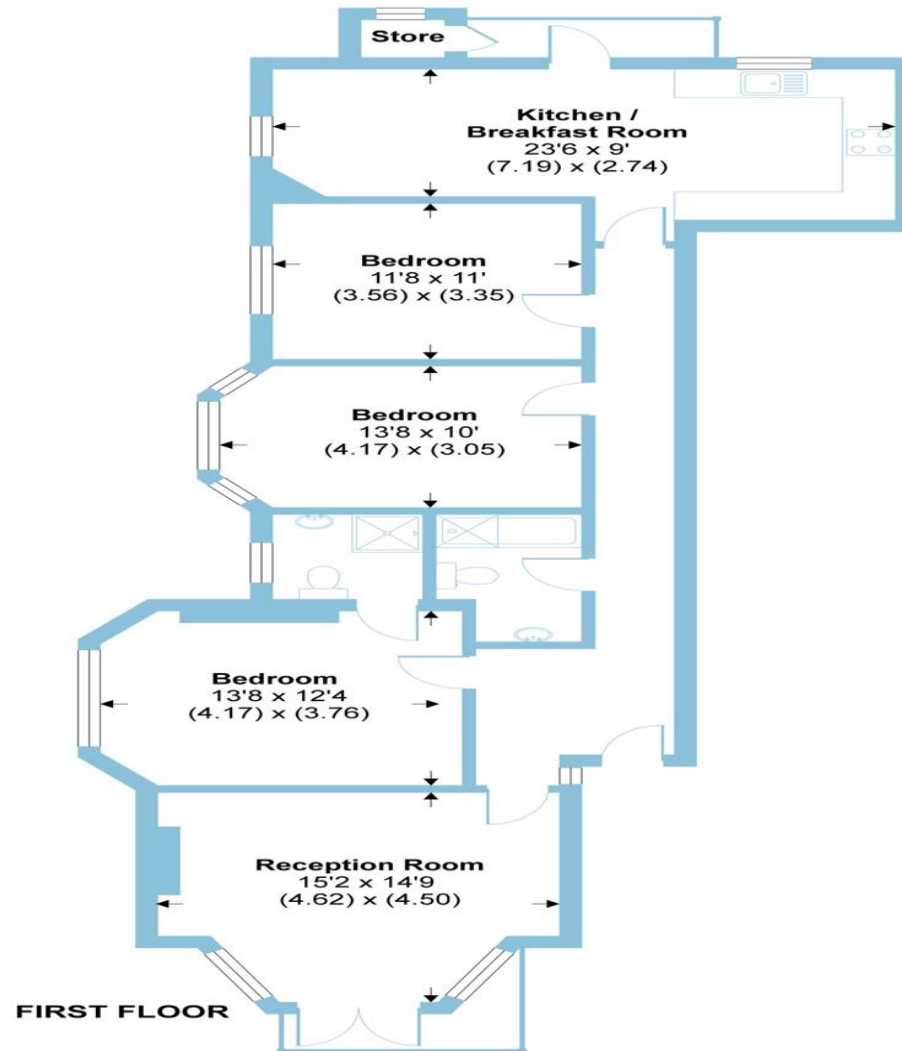 Store
Kitchen /
Breakfast Room
23'6 x 9'
(7.19) x (2.74)
Bedroom
11'8 x 11'
(3.56) x (3.35)
Bedroom
13'8 x 10'
(4.17) x (3.05)
Bedroom
13'8 x 12'4
(4.17) x (3.76)
Reception Room
15'2 x 14'9
(4.62) x (4.50)
FIRST FLOOR